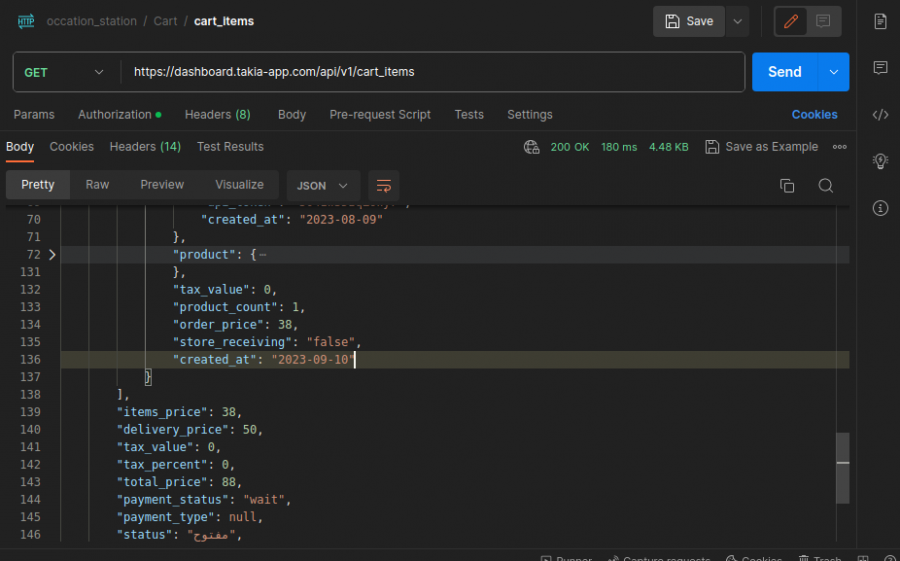 HTTP occation_station / Cart / cart_Items Save
GET https://dashboard.takia-app.com/api/v1/cart_items Send
Params Authorization Headers (8) Body Pre-request Script Tests Settings Cookies
Body Cookies Headers (14) Test Results 200 OK 180 ms 4.48 KB Save as Example
Pretty Raw Preview Visualize JSON
70 "created_at": "2023-08-09"
71 },
72 "product": {
131 },
132 "tax_value": 0,
133 "product_count": 1,
134 "order_price": 38,
135 "store_receiving": "false",
136 "created_at": "2023-09-10"
137 }
138 ],
139 "items_price": 38,
140 "delivery_price": 50,
141 "tax_value": 0,
142 "tax_percent": 0,
143 "total_price": 88,
144 "payment_status": "wait",
145 "payment_type": null,
146 "status": "مفتوح",
Runner Capture requests Cookies Trash